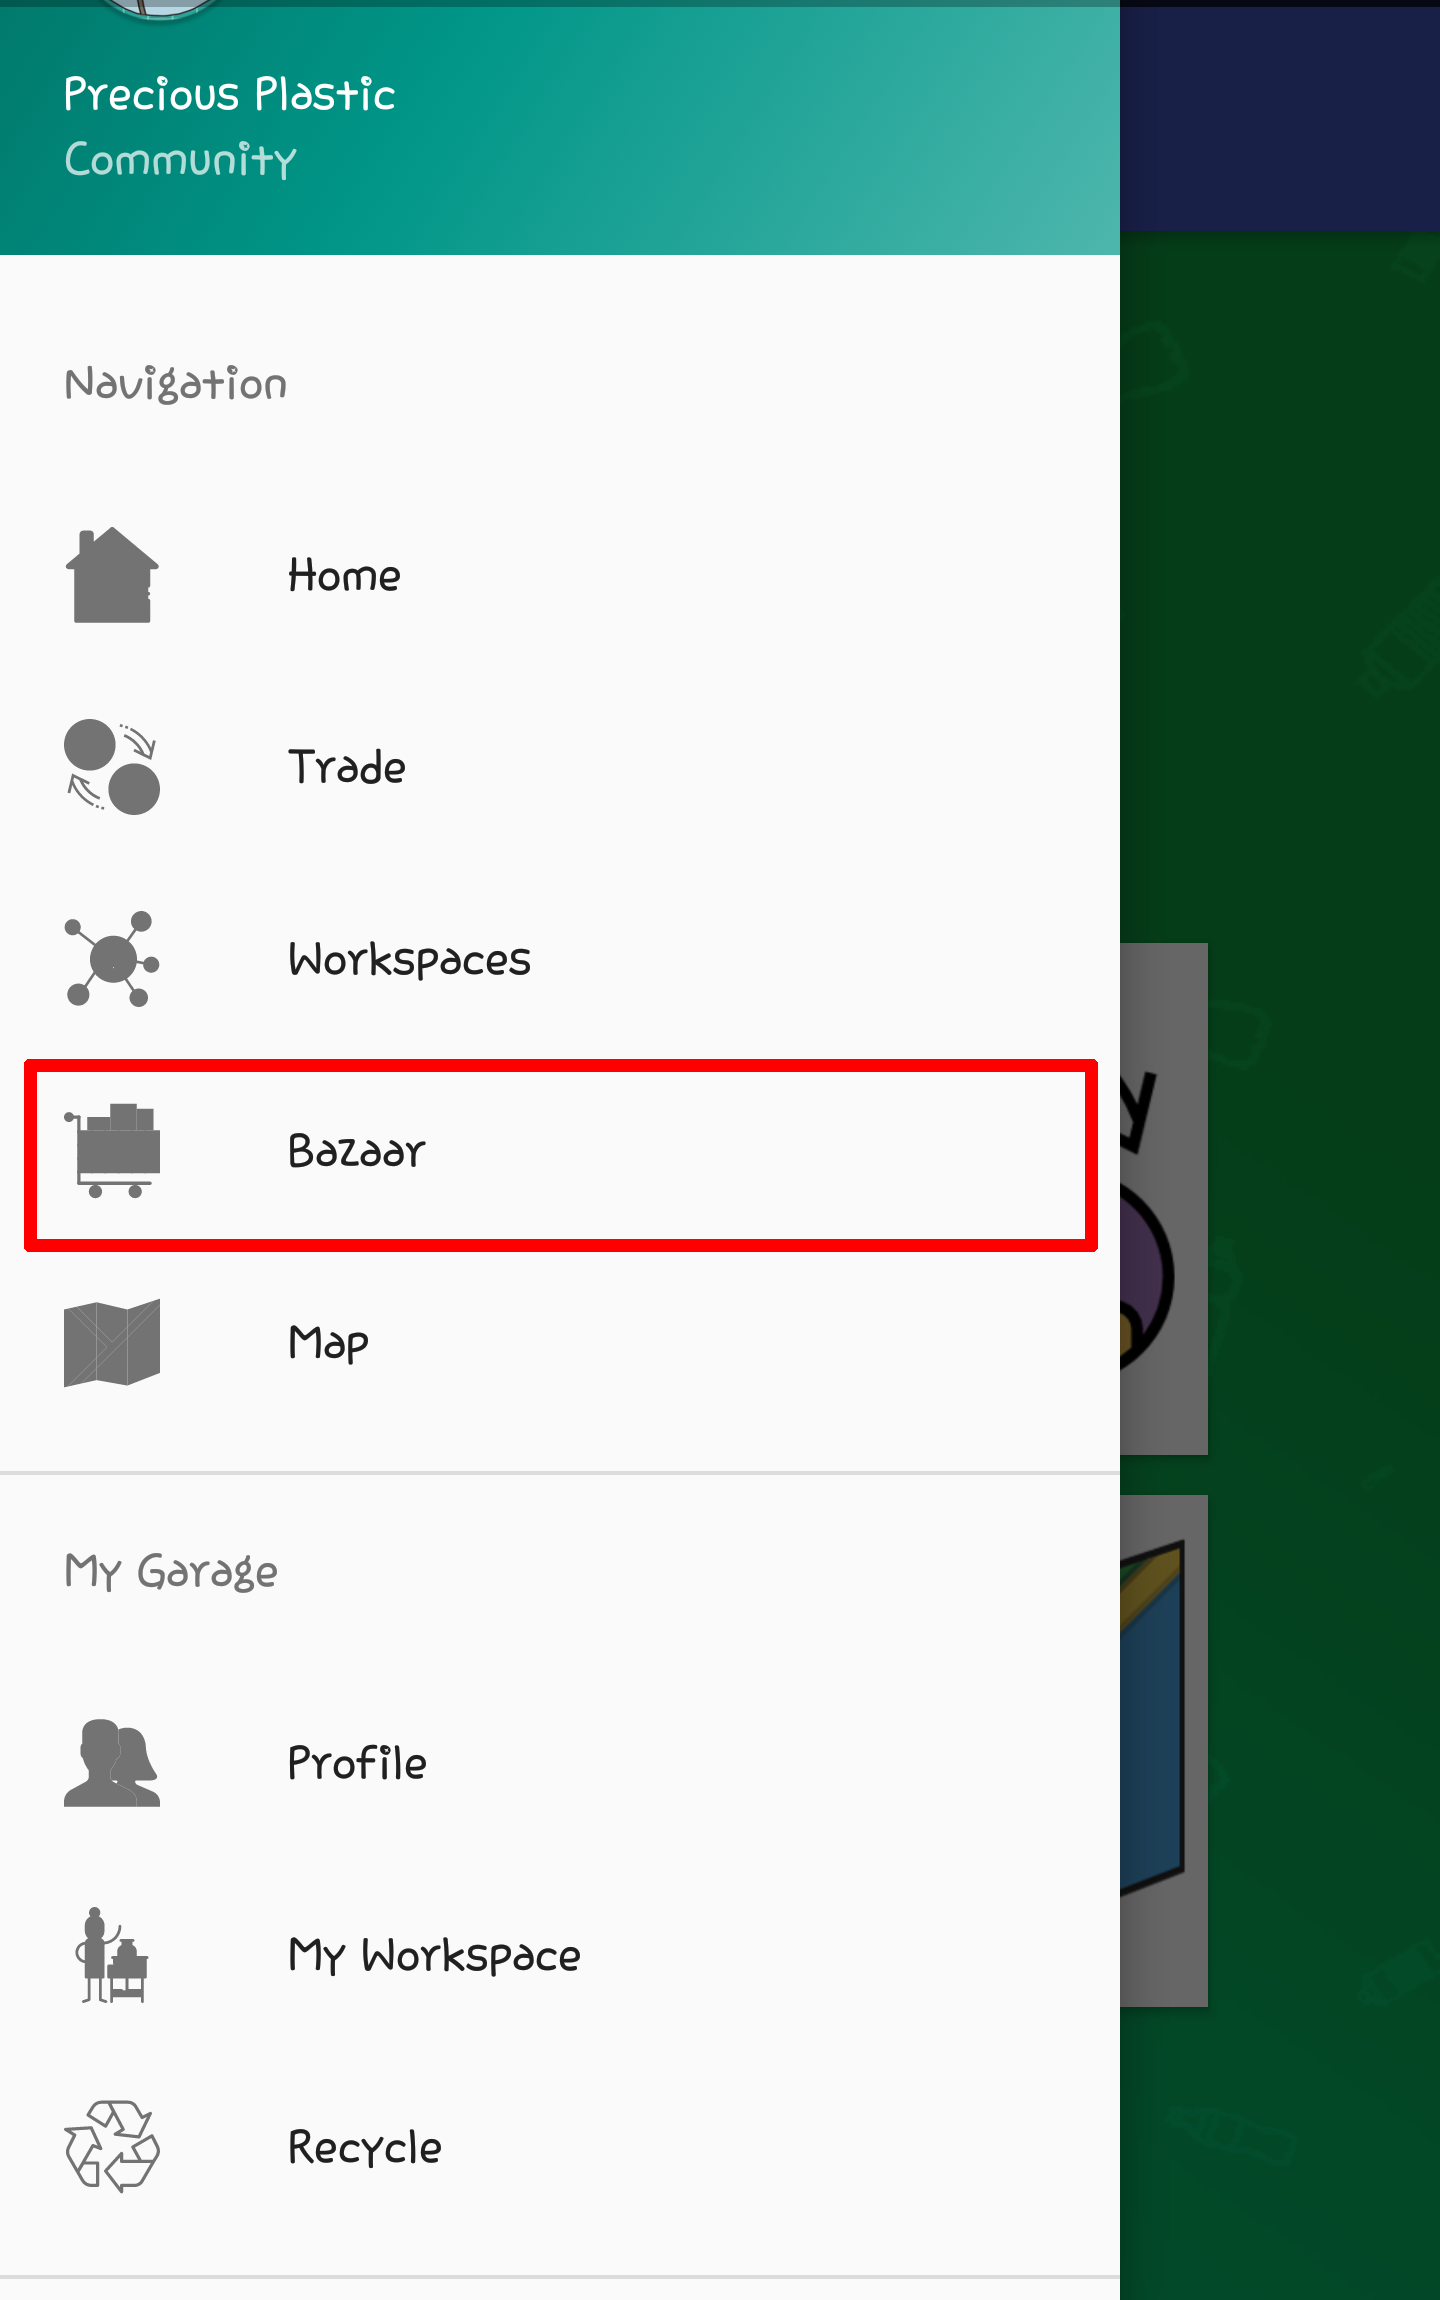 Precious Plastic
Community
Navigation
Home
Trade
Workspaces
Bazaar
Map
My Garage
Profile
My Workspace
Recycle